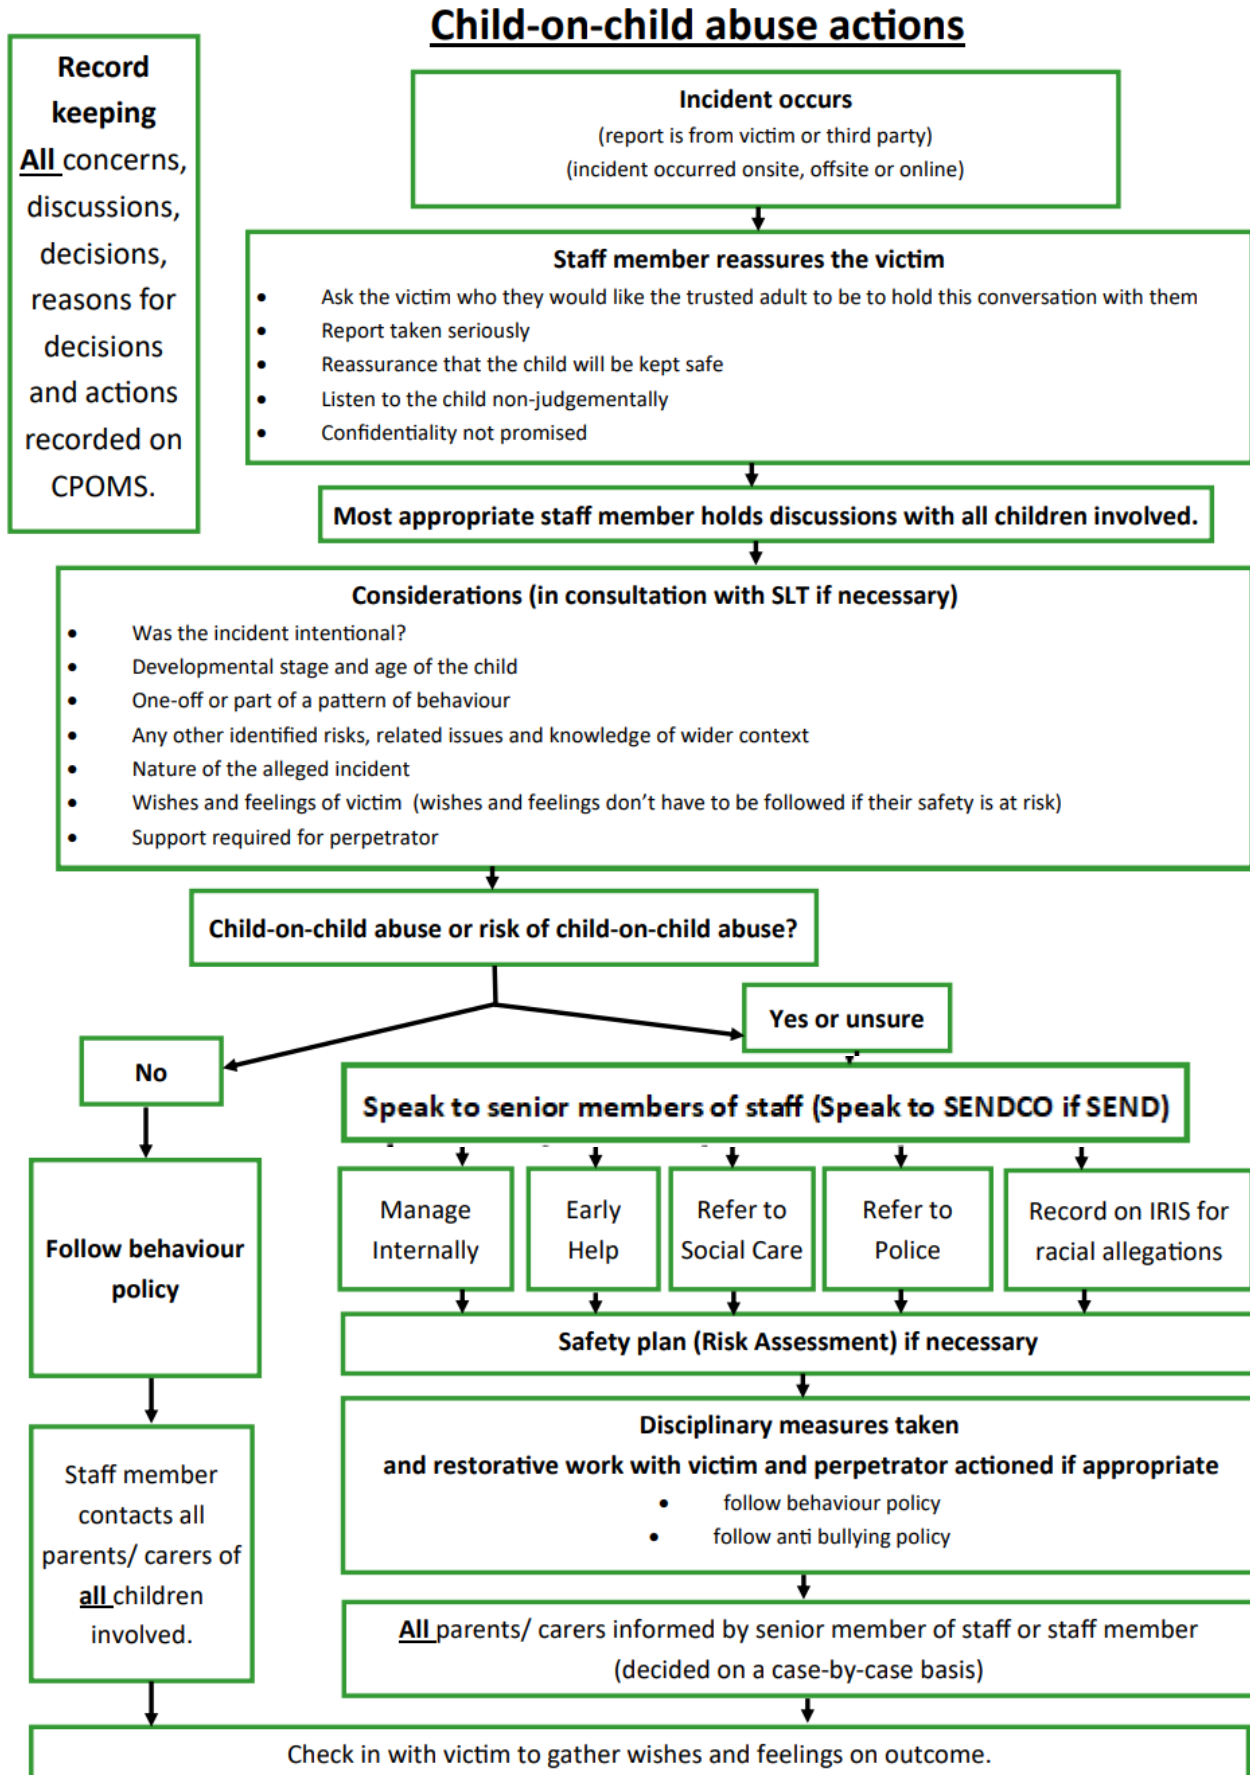 Child-on-child abuse actions
Record
keeping
All concerns,
discussions,
decisions,
reasons for
decisions
and actions
recorded on
CPOMS.
Incident occurs
(report is from victim or third party)
(incident occurred onsite, offsite or online)
Staff member reassures the victim
• Ask the victim who they would like the trusted adult to be to hold this conversation with them
• Report taken seriously
• Reassurance that the child will be kept safe
• Listen to the child non-judgementally
• Confidentiality not promised
Most appropriate staff member holds discussions with all children involved.
Considerations (in consultation with SLT if necessary)
• Was the incident intentional?
• Developmental stage and age of the child
• One-off or part of a pattern of behaviour
• Any other identified risks, related issues and knowledge of wider context
• Nature of the alleged incident
• Wishes and feelings of victim (wishes and feelings don't have to be followed if their safety is at risk)
• Support required for perpetrator
Child-on-child abuse or risk of child-on-child abuse?
No
Follow behaviour
policy
Staff member
contacts all
parents/ carers of
all children
involved.
Yes or unsure
Speak to senior members of staff (Speak to SENDCO if SEND)
Manage
Internally
Early
Help
Refer to
Social Care
Refer to
Police
Record on IRIS for
racial allegations
Safety plan (Risk Assessment) if necessary
Disciplinary measures taken
and restorative work with victim and perpetrator actioned if appropriate
• follow behaviour policy
• follow anti bullying policy
All parents/ carers informed by senior member of staff or staff member
(decided on a case-by-case basis)
Check in with victim to gather wishes and feelings on outcome.